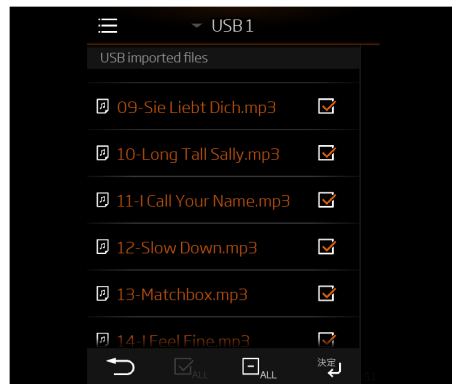 USB 1
USB imported files
09-Sie Liebt Dich.mp3
10-Long Tall Sally.mp3
11-I Call Your Name.mp3
12-Slow Down.mp3
13-Matchbox.mp3
14-I Feel Fine.mp3
ALL
ALL
決定